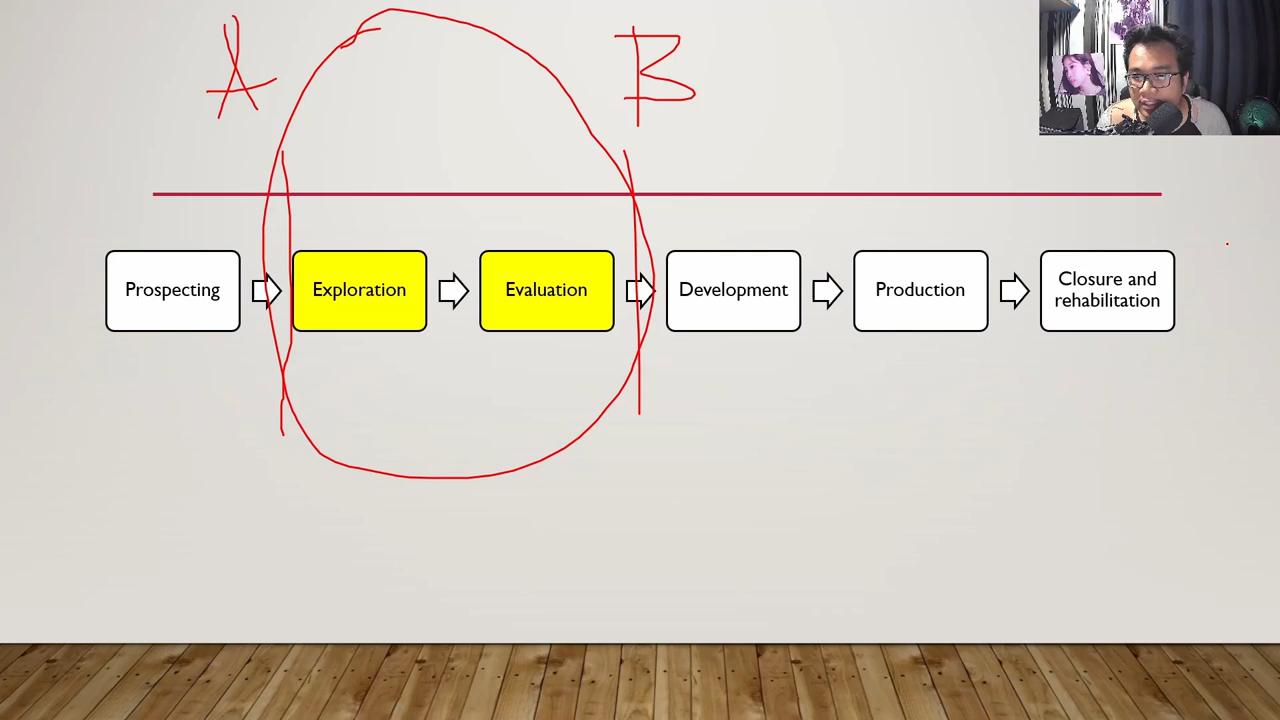 A
B
Prospecting
Exploration
Evaluation
Development
Production
Closure and
rehabilitation